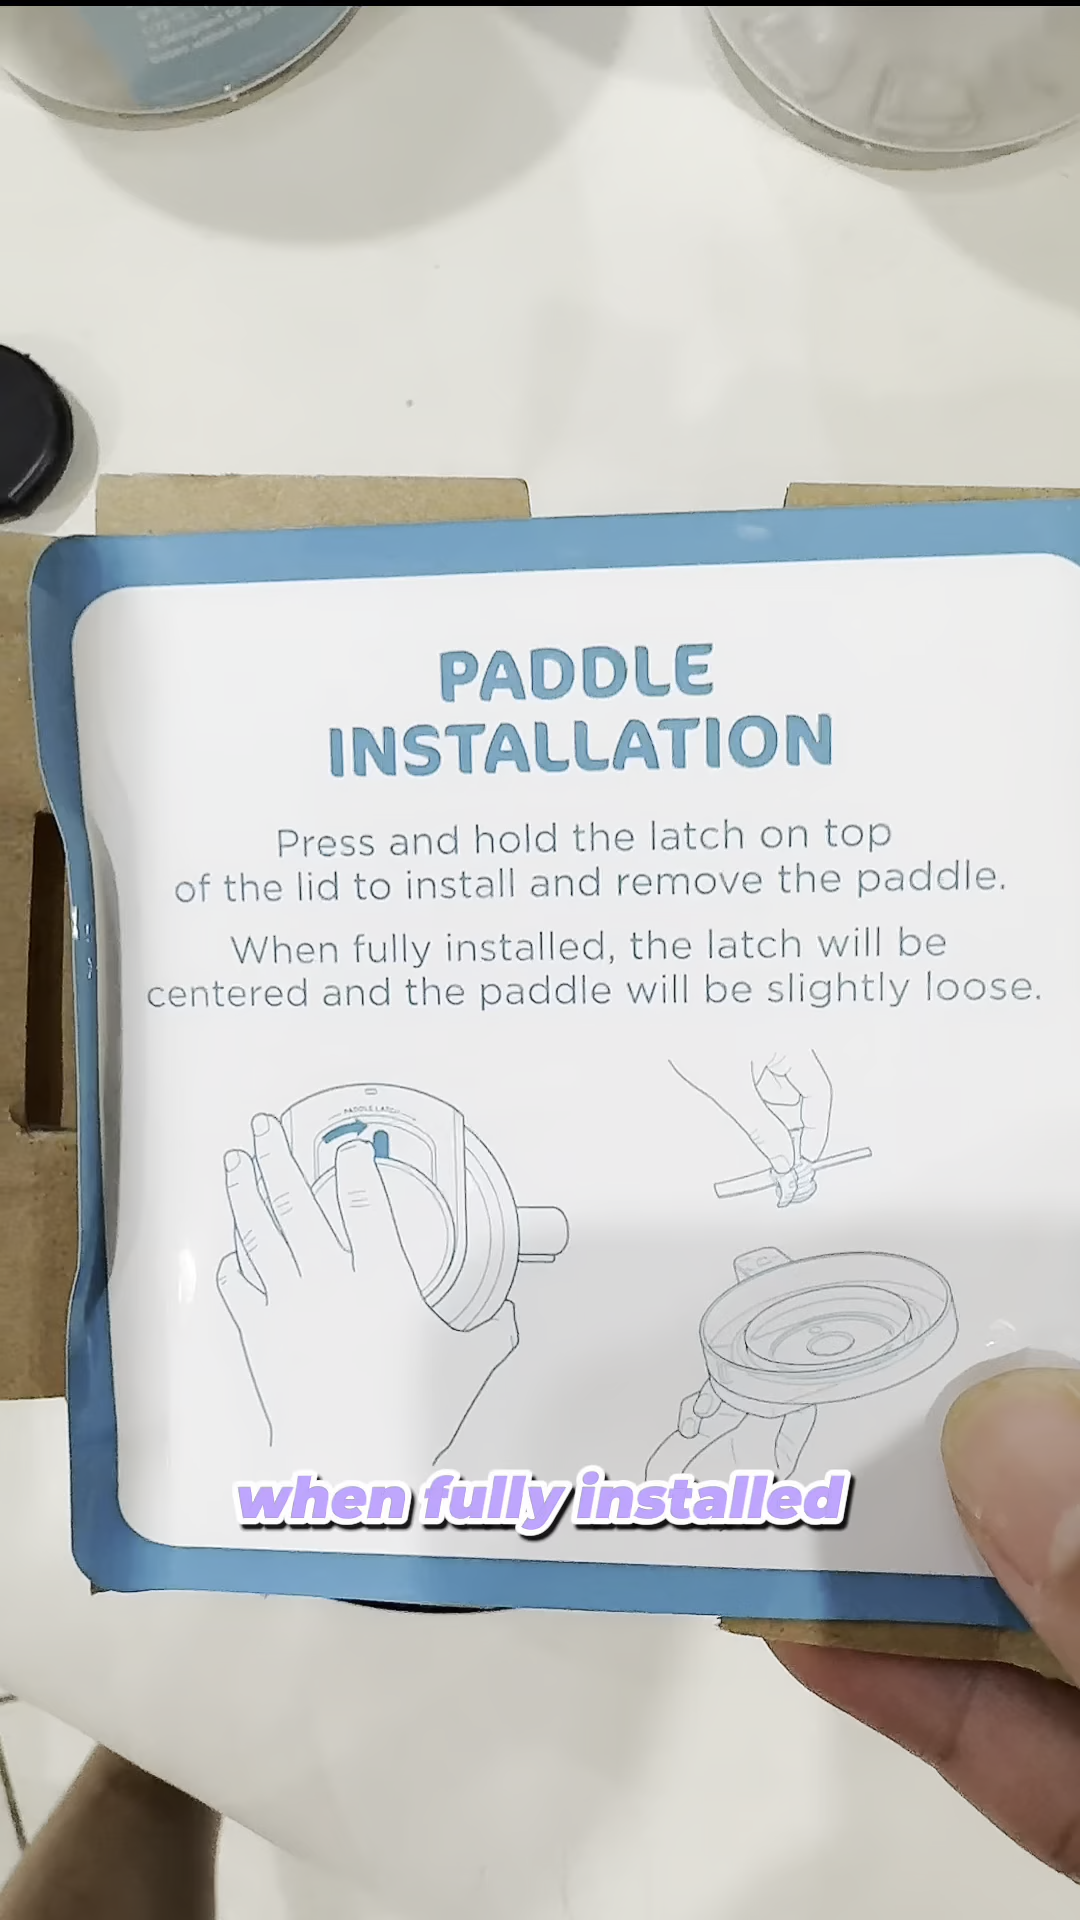 PADDLE
INSTALLATION
Press and hold the latch on top
of the lid to install and remove the paddle.
When fully installed, the latch will be
centered and the paddle will be slightly loose.
PADDLE LATCH
when fully installed